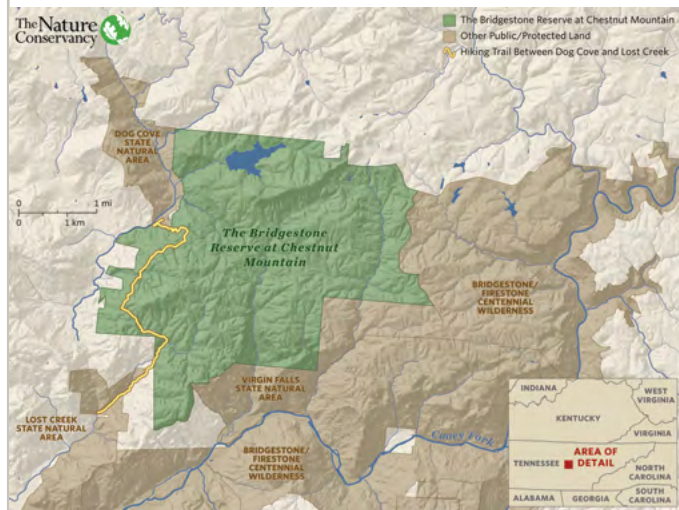 The Nature
Conservancy
The Bridgestone Reserve at Chestnut Mountain
Other Public/Protected Land
Hiking Trail Between Dog Cove and Lost Creek
DOG COVE
STATE
NATURAL
AREA
0 1 mi
0 1 km
The Bridgestone
Reserve at Chestnut
Mountain
BRIDGESTONE/
FIRESTONE
CENTENNIAL
WILDERNESS
VIRGIN FALLS
STATE NATURAL
AREA
LOST CREEK
STATE NATURAL
AREA
BRIDGESTONE/
FIRESTONE
CENTENNIAL
WILDERNESS
Caney Fork
INDIANA
WEST
VIRGINIA
KENTUCKY
VIRGINIA
TENNESSEE
AREA OF
DETAIL
NORTH
CAROLINA
SOUTH
CAROLINA
ALABAMA
GEORGIA